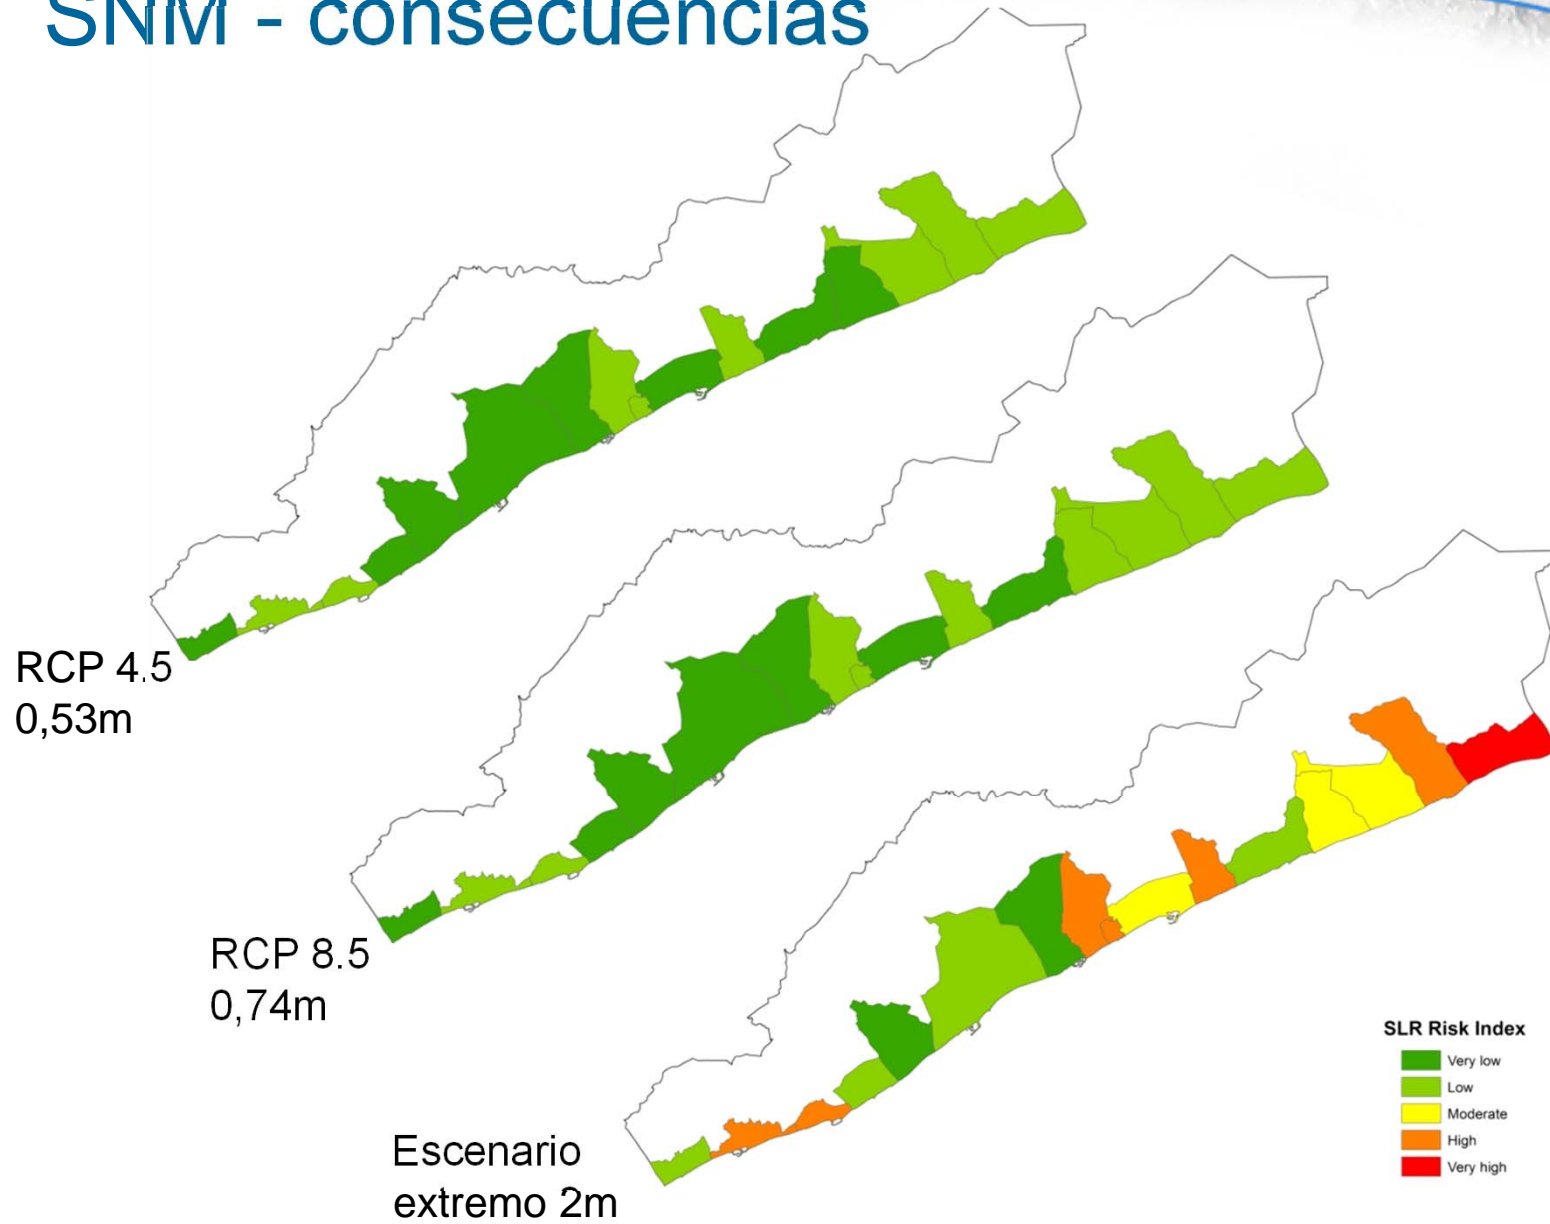 SNM - consecuencias
RCP 4.5
0,53m
RCP 8.5
0,74m
Escenario
extremo 2m
SLR Risk Index
Very low
Low
Moderate
High
Very high